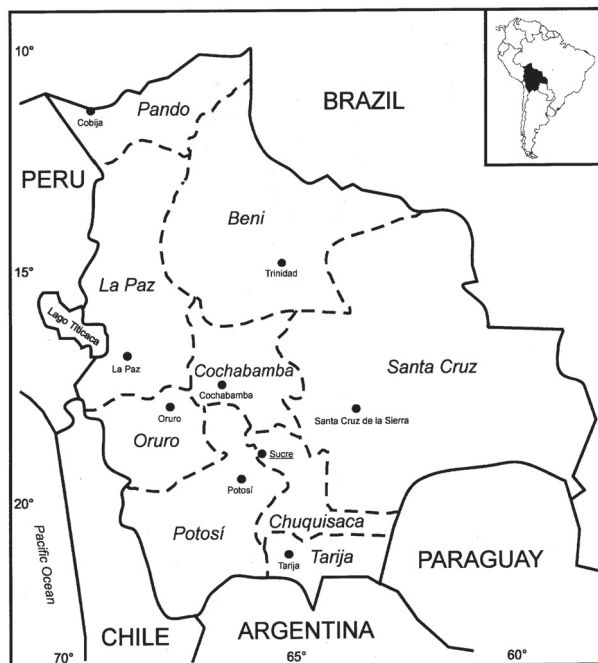 10°
BRAZIL
Pando
Cobija
PERU
Beni
Trinidad
15°
La Paz
Lago Titicaca
La Paz
Cochabamba
Cochabamba
Santa Cruz
Santa Cruz de la Sierra
Oruro
Oruro
Sucre
Potosí
20°
Potosí
Chuquisaca
Tarija
Tarija
PARAGUAY
Pacific Ocean
CHILE
ARGENTINA
70°
65°
60°